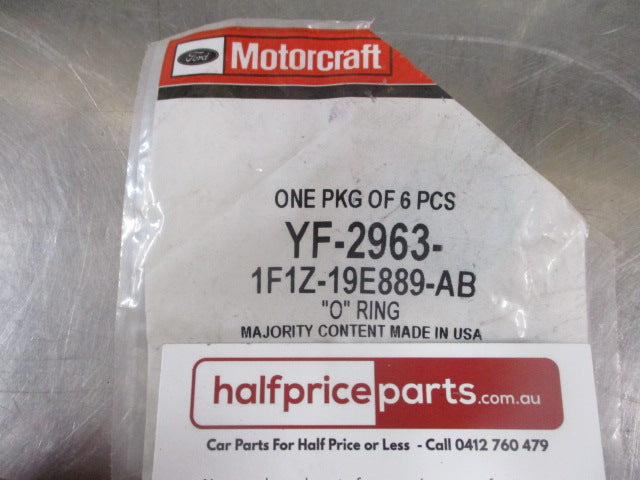 Ford Motorcraft
ONE PKG OF 6 PCS
YF-2963-
1F1Z-19E889-AB
"O" RING
MAJORITY CONTENT MADE IN USA
halfpriceparts.com.au
Car Parts For Half Price or Less - Call 0412 760 479